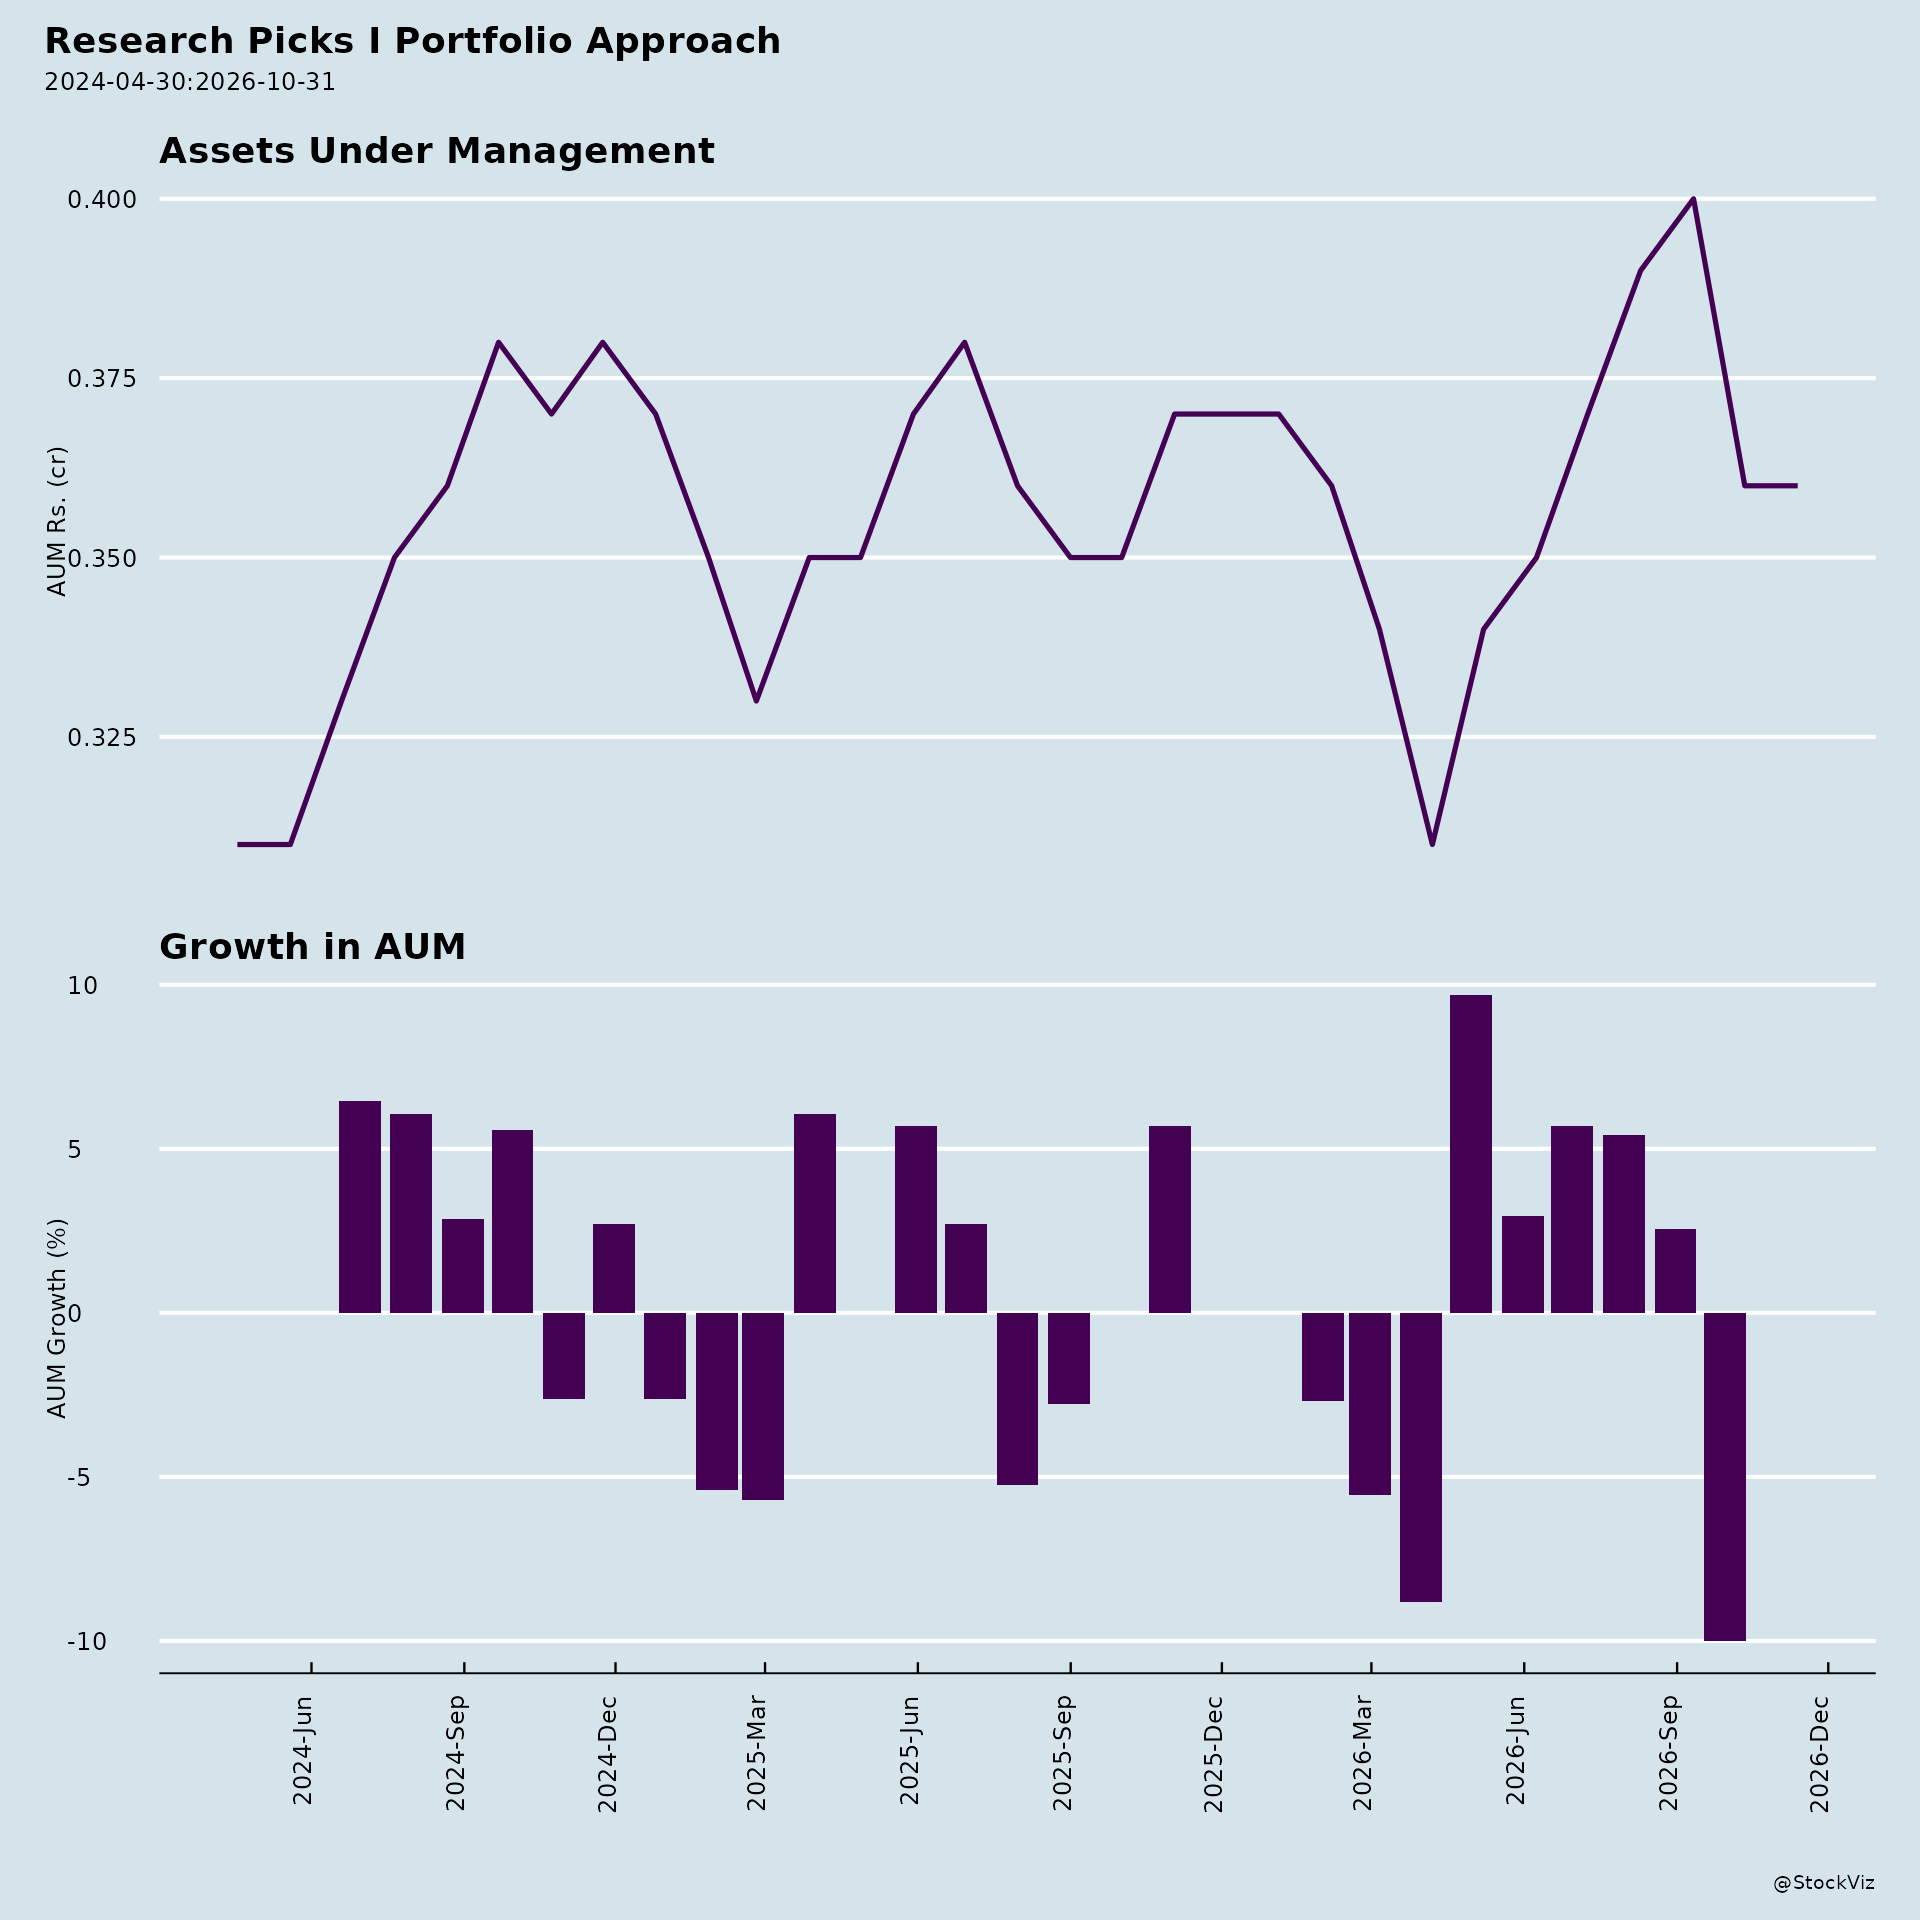 Research Picks I Portfolio Approach
2024-04-30:2026-10-31
Assets Under Management
AUM Rs. (cr)
0.400
0.375
0.350
0.325
Growth in AUM
AUM Growth (%)
10
5
0
-5
-10
2024-Jun
2024-Sep
2024-Dec
2025-Mar
2025-Jun
2025-Sep
2025-Dec
2026-Mar
2026-Jun
2026-Sep
2026-Dec
@StockViz